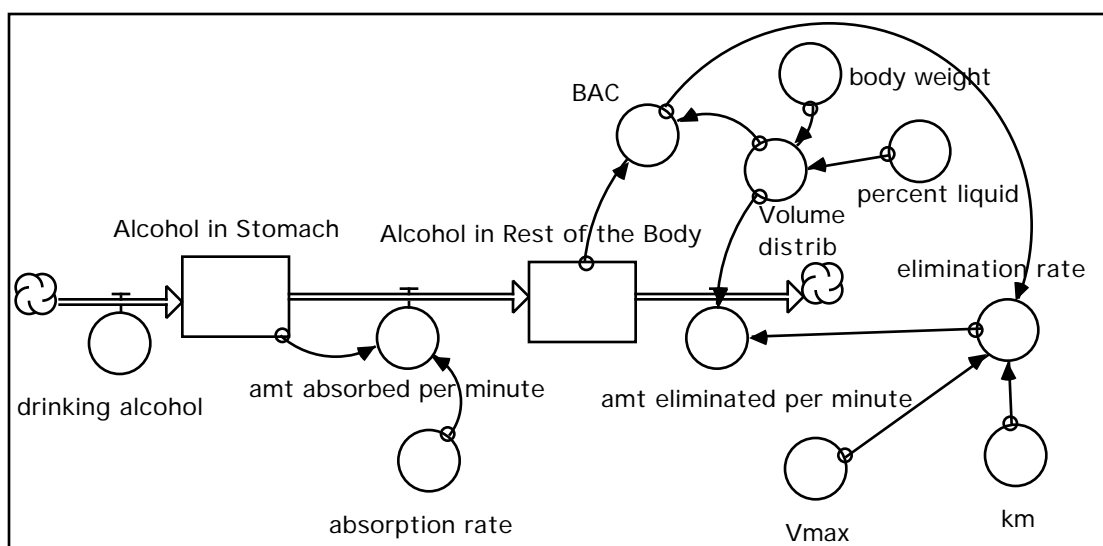 BAC
body weight
percent liquid
Volume
distrib
Alcohol in Stomach
Alcohol in Rest of the Body
elimination rate
drinking alcohol
amt absorbed per minute
amt eliminated per minute
absorption rate
Vmax
km